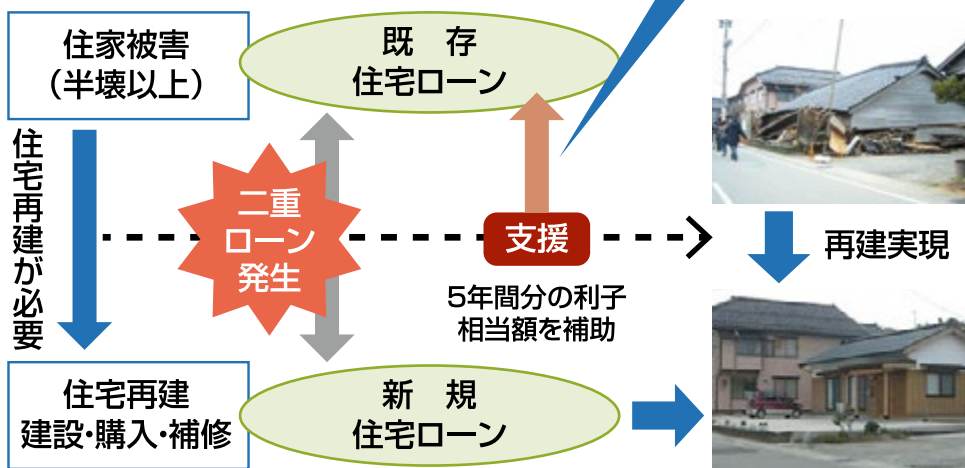 住家被害
（半壊以上）
既　存
住宅ローン
住宅再建が必要
二重
ローン
発生
支援
5年間分の利子
相当額を補助
再建実現
住宅再建
建設・購入・補修
新　規
住宅ローン